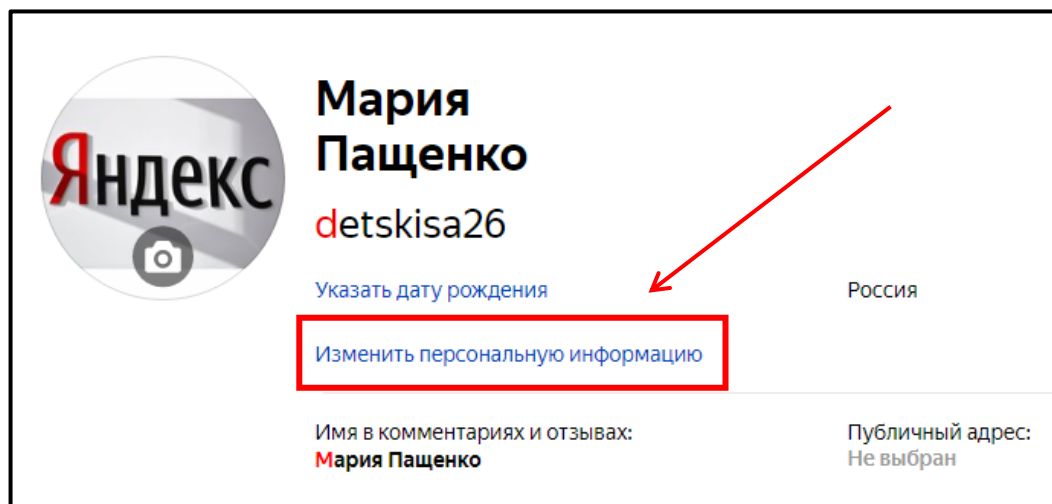 Яндекс
Мария
Пащенко
detskisa26
Указать дату рождения
Россия
Изменить персональную информацию
Имя в комментариях и отзывах:
Мария Пащенко
Публичный адрес:
Не выбран